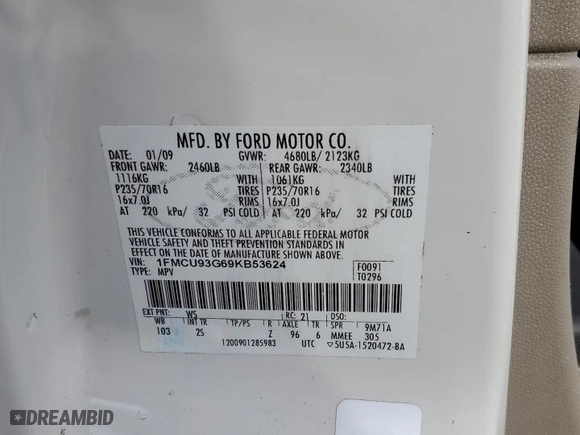 MFD. BY FORD MOTOR CO.
DATE: 01/09 GVWR: 4680LB/ 2123KG
FRONT GAWR: 2460LB REAR GAWR: 2340LB
1116KG WITH 1061KG WITH
P235/70R16 TIRES P235/70R16 TIRES
16x7.0J RIMS 16x7.0J RIMS
AT 220 kPa/ 32 PSI COLD AT 220 kPa/ 32 PSI COLD
THIS VEHICLE CONFORMS TO ALL APPLICABLE FEDERAL MOTOR
VEHICLE SAFETY AND THEFT PREVENTION STANDARDS IN
EFFECT ON THE DATE OF MANUFACTURE SHOWN ABOVE.
VIN: 1FMCU93G69KB53624 F0091
TYPE: MPV T0296
EXT PNT: WS RC: 21 DSO:
WB INT TR TP/PS R AXLE TR SPR 9M71A
103 2S Z 96 6 MMEE 305
1200901285983 UTC 5U5A-1520472-BA
DREAMBID